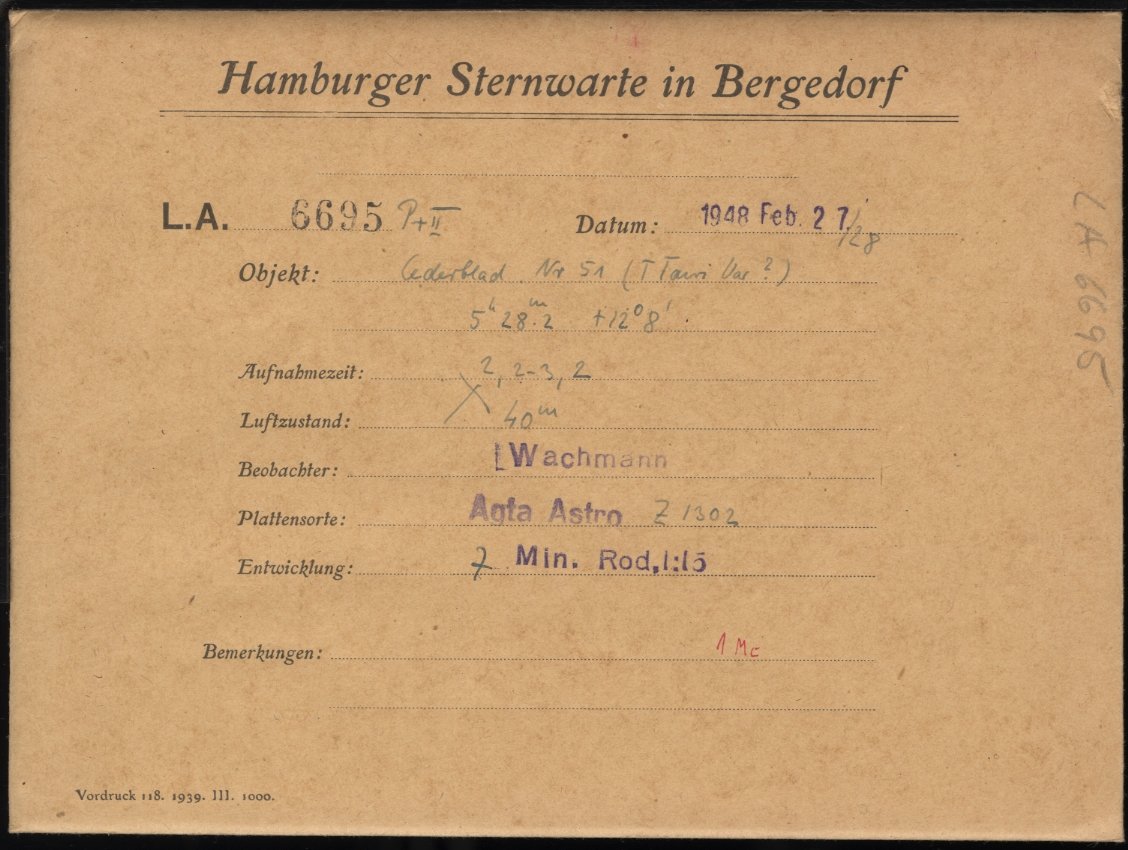 Hamburger Sternwarte in Bergedorf
L.A. 6695 P+II Datum: 1948 Feb. 27./28
Objekt: Cederblad Nr 51 (T Tauri Var ?)
5h 28m.2 +12° 8'
Aufnahmezeit: 2, 2-3, 2
Luftzustand: 40m
Beobachter: Wachmann
Plattensorte: Agfa Astro Z 1302
Entwicklung: 7 Min. Rod. 1:15
Bemerkungen: 1 Mc
Vordruck 118. 1939. III. 1000.
LA 6695